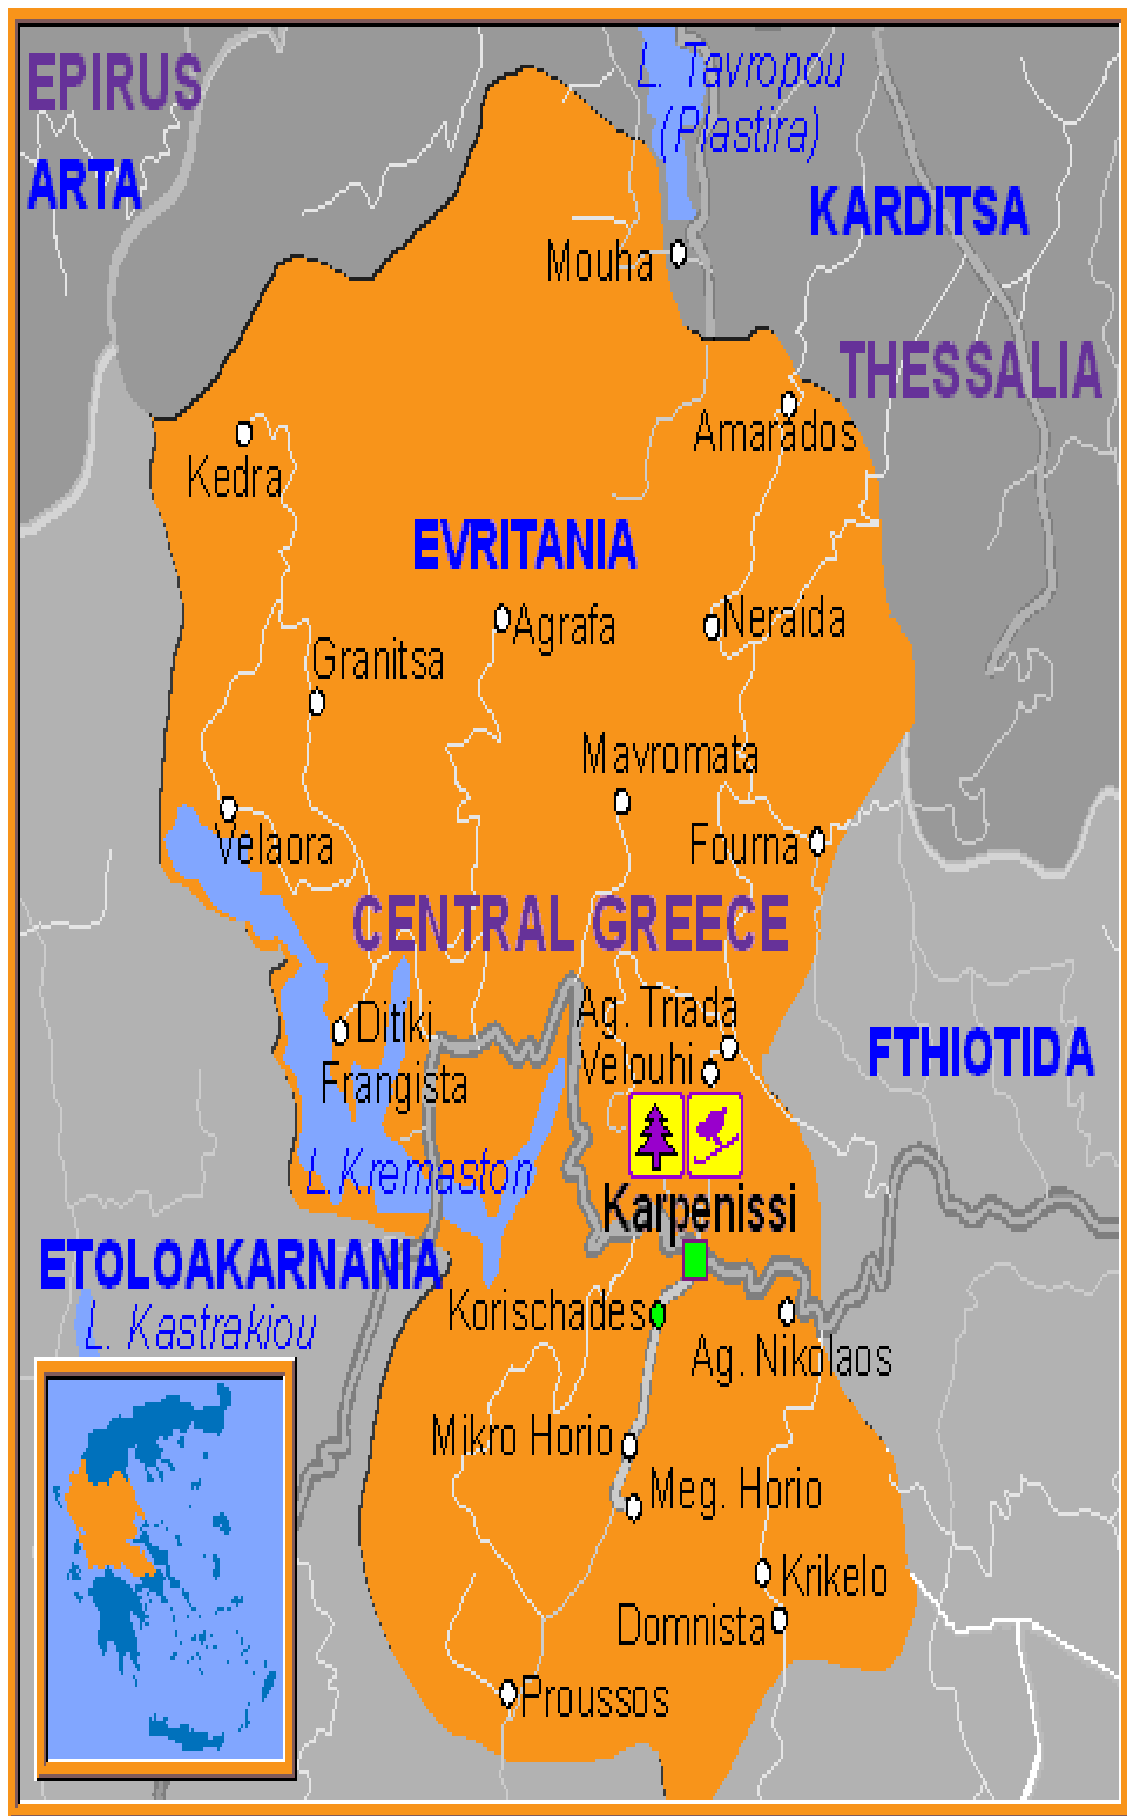 EPIRUS
L. Tavropou
(Plastira)
ARTA
KARDITSA
Mouha
THESSALIA
Amarados
Kedra
EVRITANIA
Agrafa
Neraida
Granitsa
Mavromata
Velaora
Fourna
CENTRAL GREECE
Ag. Triada
Ditiki
Frangista
Velouhi
FTHIOTIDA
L.Kremaston
Karpenissi
ETOLOAKARNANIA
L. Kastrakiou
Korischades
Ag. Nikolaos
Mikro Horio
Meg. Horio
Krikelo
Domnista
Proussos